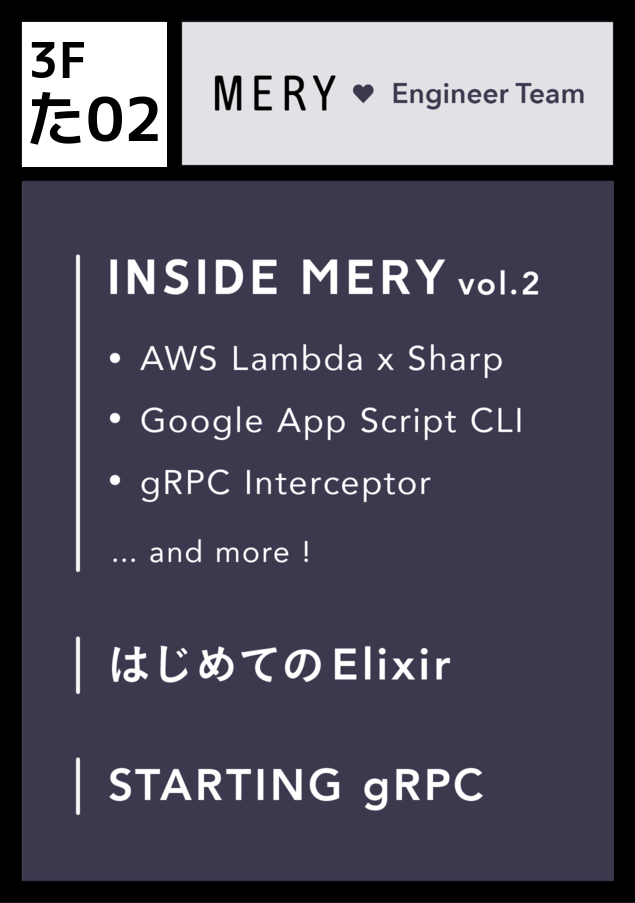 3F
た02
MERY ♥ Engineer Team
INSIDE MERY vol.2
• AWS Lambda x Sharp
• Google App Script CLI
• gRPC Interceptor
... and more !
はじめてのElixir
STARTING gRPC